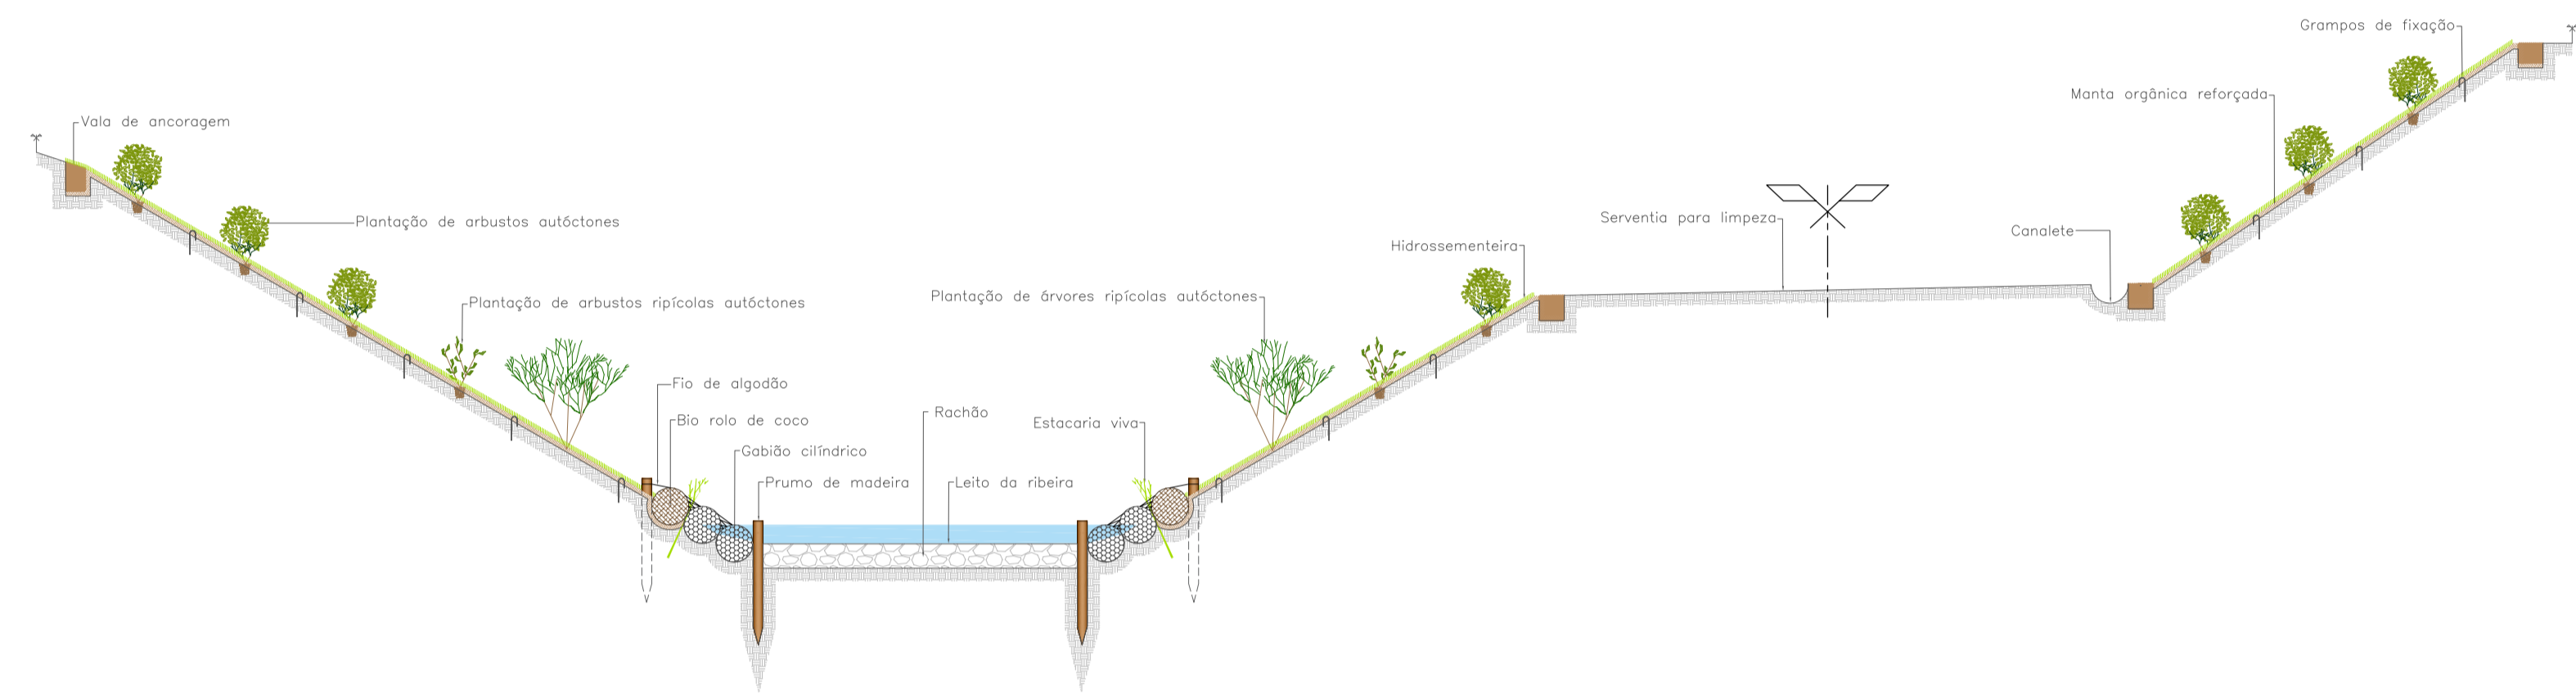 Grampos de fixação
Manta orgânica reforçada
Vala de ancoragem
Plantação de arbustos autóctones
Serventia para limpeza
Canalete
Hidrossementeira
Plantação de arbustos ripícolas autóctones
Plantação de árvores ripícolas autóctones
Fio de algodão
Rachão
Bio rolo de coco
Estacaria viva
Gabião cilíndrico
Prumo de madeira
Leito da ribeira